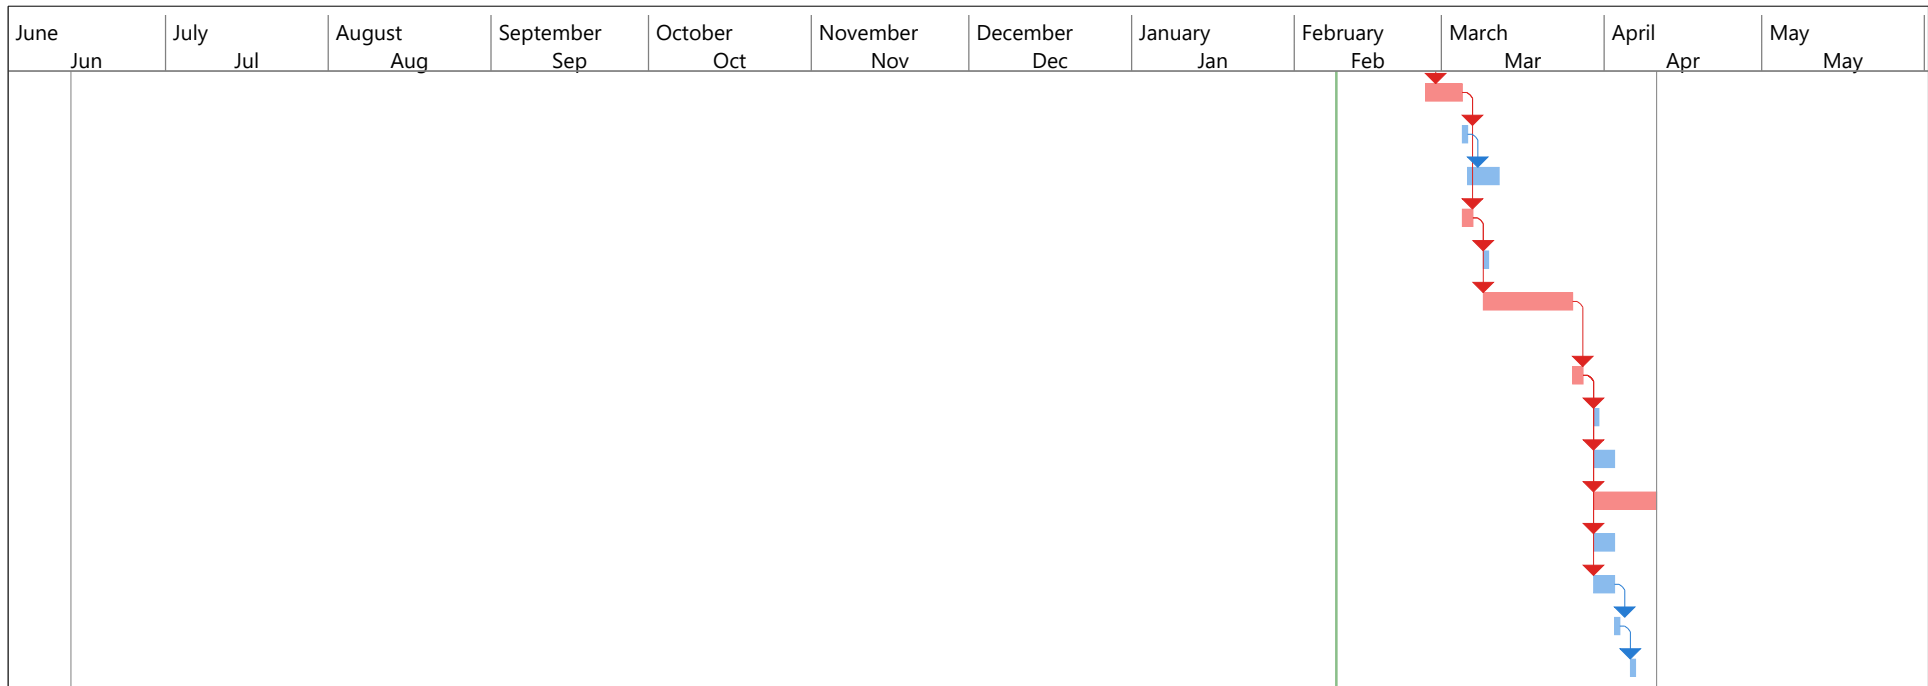 June July August September October November December January February March April May
Jun Jul Aug Sep Oct Nov Dec Jan Feb Mar Apr May